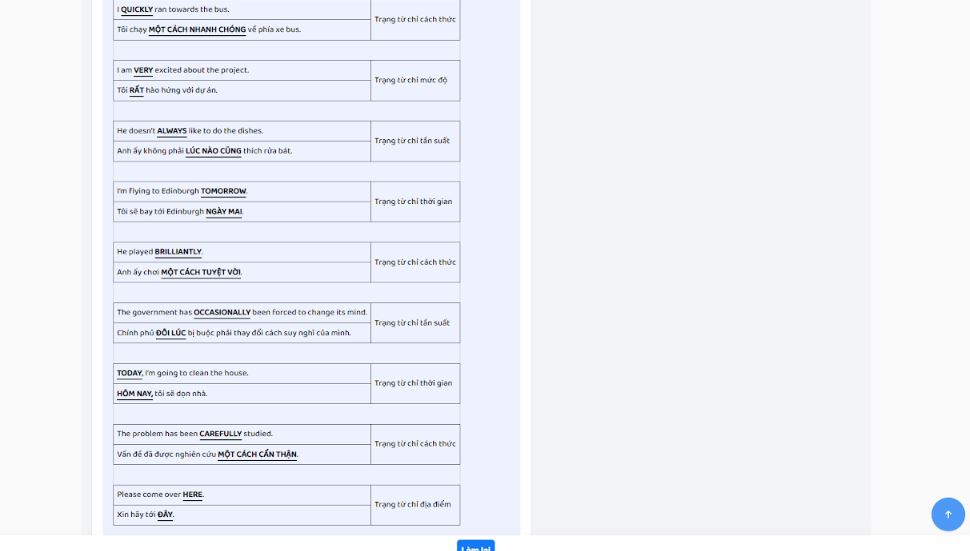 I QUICKLY ran towards the bus.
Trạng từ chỉ cách thức
Tôi chạy MỘT CÁCH NHANH CHÓNG về phía xe bus.
I am VERY excited about the project.
Trạng từ chỉ mức độ
Tôi RẤT hào hứng với dự án.
He doesn't ALWAYS like to do the dishes.
Trạng từ chỉ tần suất
Anh ấy không phải LÚC NÀO CŨNG thích rửa bát.
I'm flying to Edinburgh TOMORROW.
Trạng từ chỉ thời gian
Tôi sẽ bay tới Edinburgh NGÀY MAI.
He played BRILLIANTLY.
Trạng từ chỉ cách thức
Anh ấy chơi MỘT CÁCH TUYỆT VỜI.
The government has OCCASIONALLY been forced to change its mind.
Trạng từ chỉ tần suất
Chính phủ ĐÔI LÚC bị buộc phải thay đổi cách suy nghĩ của mình.
TODAY, I'm going to clean the house.
Trạng từ chỉ thời gian
HÔM NAY, tôi sẽ dọn nhà.
The problem has been CAREFULLY studied.
Trạng từ chỉ cách thức
Vấn đề đã được nghiên cứu MỘT CÁCH CẨN THẬN.
Please come over HERE.
Trạng từ chỉ địa điểm
Xin hãy tới ĐÂY.
Làm lại